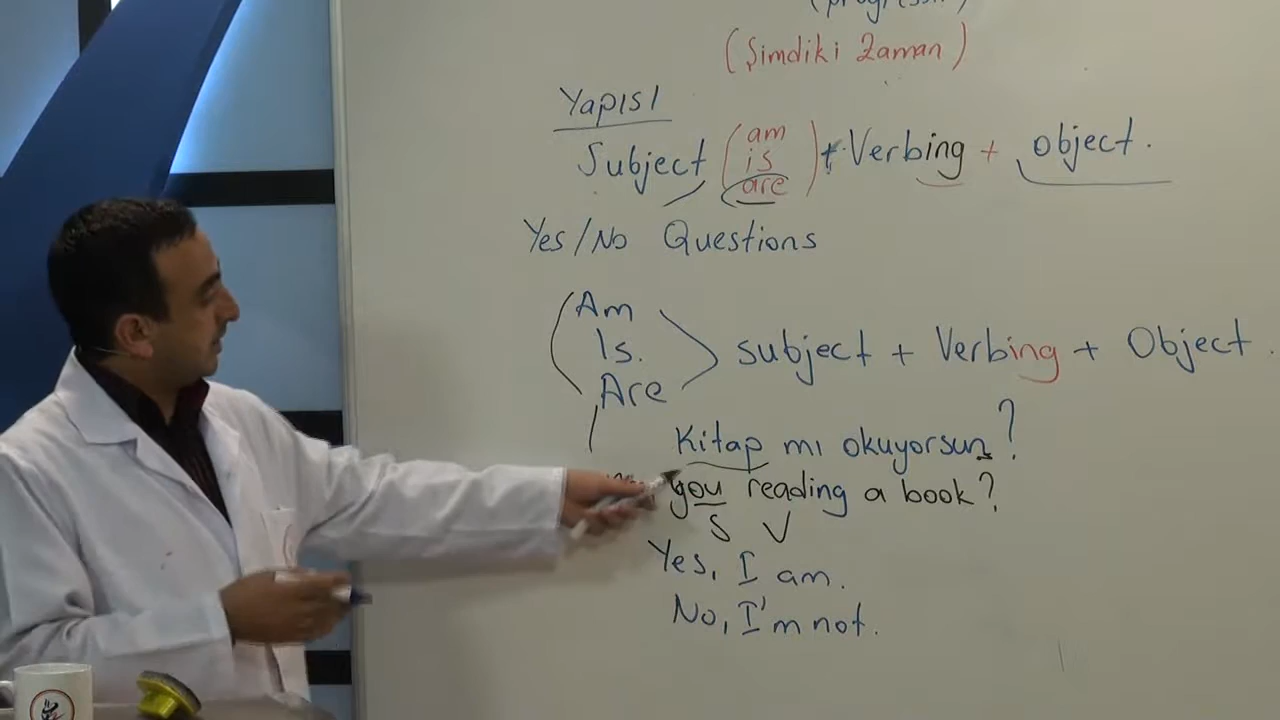 (Şimdiki Zaman)
Yapısı
Subject (am is are) + Verbing + object.
Yes/No Questions
(Am Is. Are > subject + Verbing + Object.
Kitap mı okuyorsun?
you reading a book?
S V
Yes, I am.
No, I'm not.